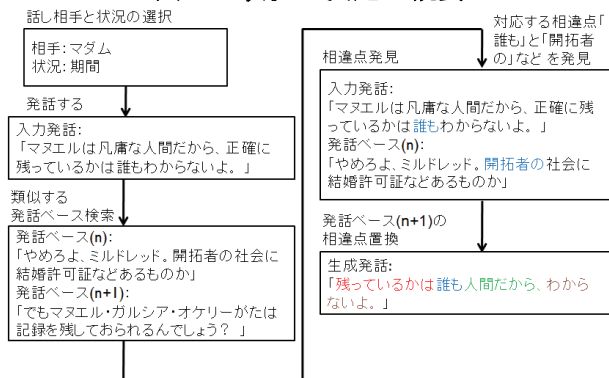 話し相手と状況の選択
相手：マダム
状況：期間
発話する
入力発話：
「マヌエルは凡庸な人間だから、正確に
残っているかは誰もわからないよ。」
類似する
発話ベース検索
発話ベース(n)：
「やめろよ、ミルドレッド。開拓者の社会に
結婚許可証などあるものか」
発話ベース(n+1)：
「でもマヌエル・ガルシア・オケリーがたは
記録を残しておられるんでしょう？ 」
対応する相違点「
誰も」と「開拓者
の」など を発見
相違点発見
入力発話：
「マヌエルは凡庸な人間だから、正確に残
っているかは誰もわからないよ。」
発話ベース(n)：
「やめろよ、ミルドレッド。開拓者の社会に
結婚許可証などあるものか」
発話ベース(n+1)の
相違点置換
生成発話：
「残っているかは誰も人間だから、わから
ないよ。」